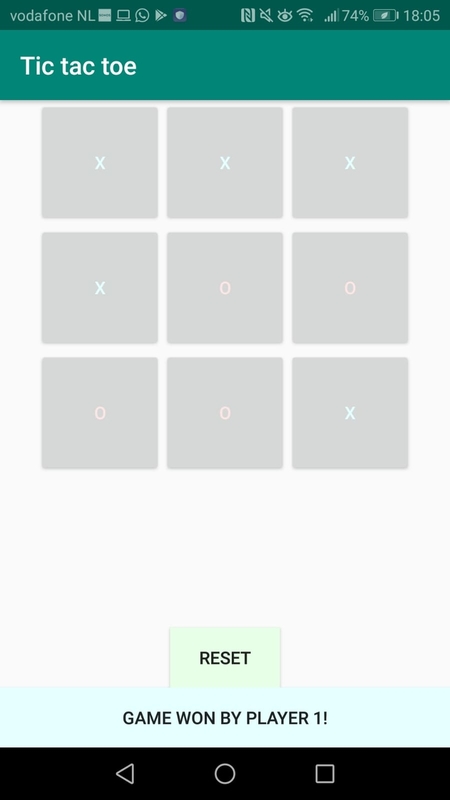 vodafone NL 74% 18:05
Tic tac toe
X X X
X O O
O O X
RESET
GAME WON BY PLAYER 1!